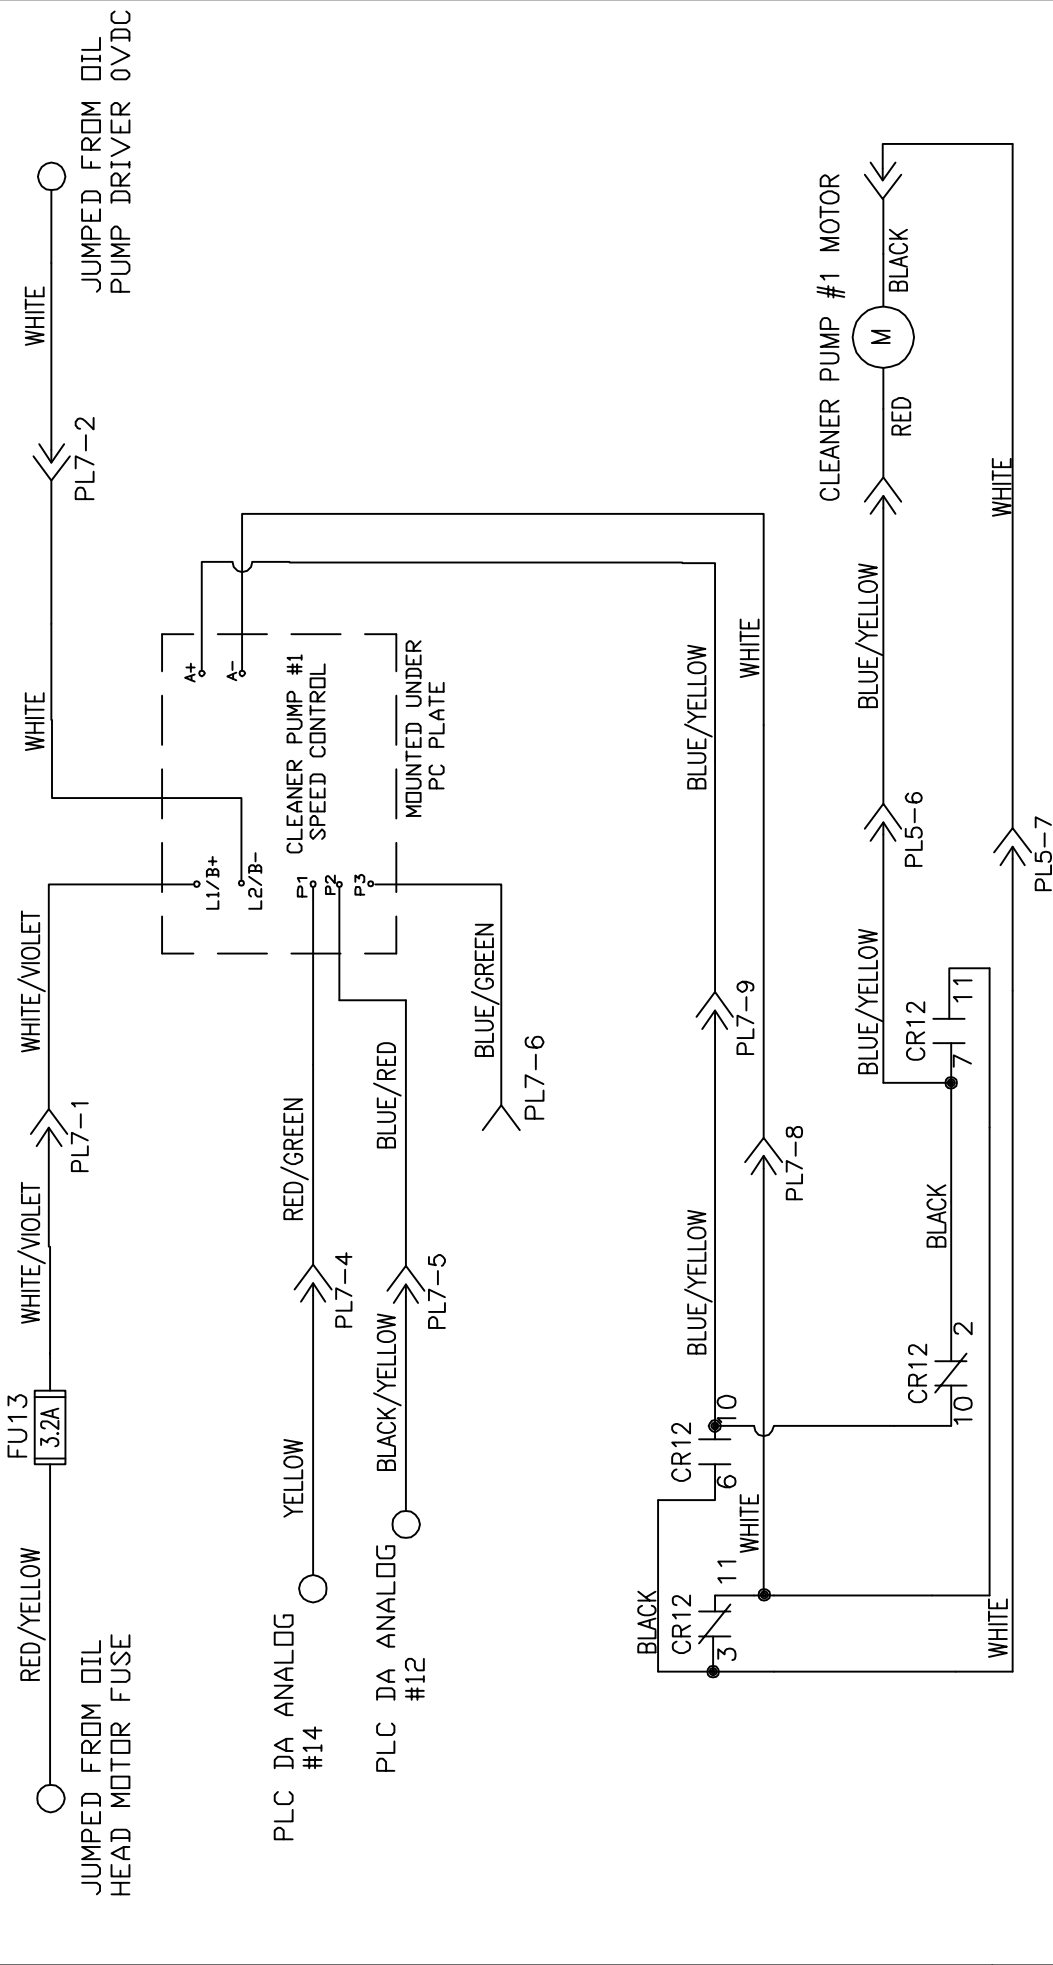 JUMPED FROM OIL
HEAD MOTOR FUSE
RED/YELLOW
FU13
3.2A
WHITE/VIOLET
PL7-1
WHITE/VIOLET
WHITE
PL7-2
WHITE
JUMPED FROM OIL
PUMP DRIVER 0VDC
L1/B+
L2/B-
P1
P2
P3
A+
A-
CLEANER PUMP #1
SPEED CONTROL
MOUNTED UNDER
PC PLATE
PLC DA ANALOG
#14
YELLOW
PL7-4
RED/GREEN
PLC DA ANALOG
#12
BLACK/YELLOW
PL7-5
BLUE/RED
BLUE/GREEN
PL7-6
BLACK
CR12
3
11
WHITE
CR12
6
10
BLUE/YELLOW
PL7-9
BLUE/YELLOW
PL7-8
WHITE
CR12
10
2
BLACK
CR12
7
11
BLUE/YELLOW
PL5-6
BLUE/YELLOW
CLEANER PUMP #1 MOTOR
RED
M
BLACK
WHITE
PL5-7
WHITE